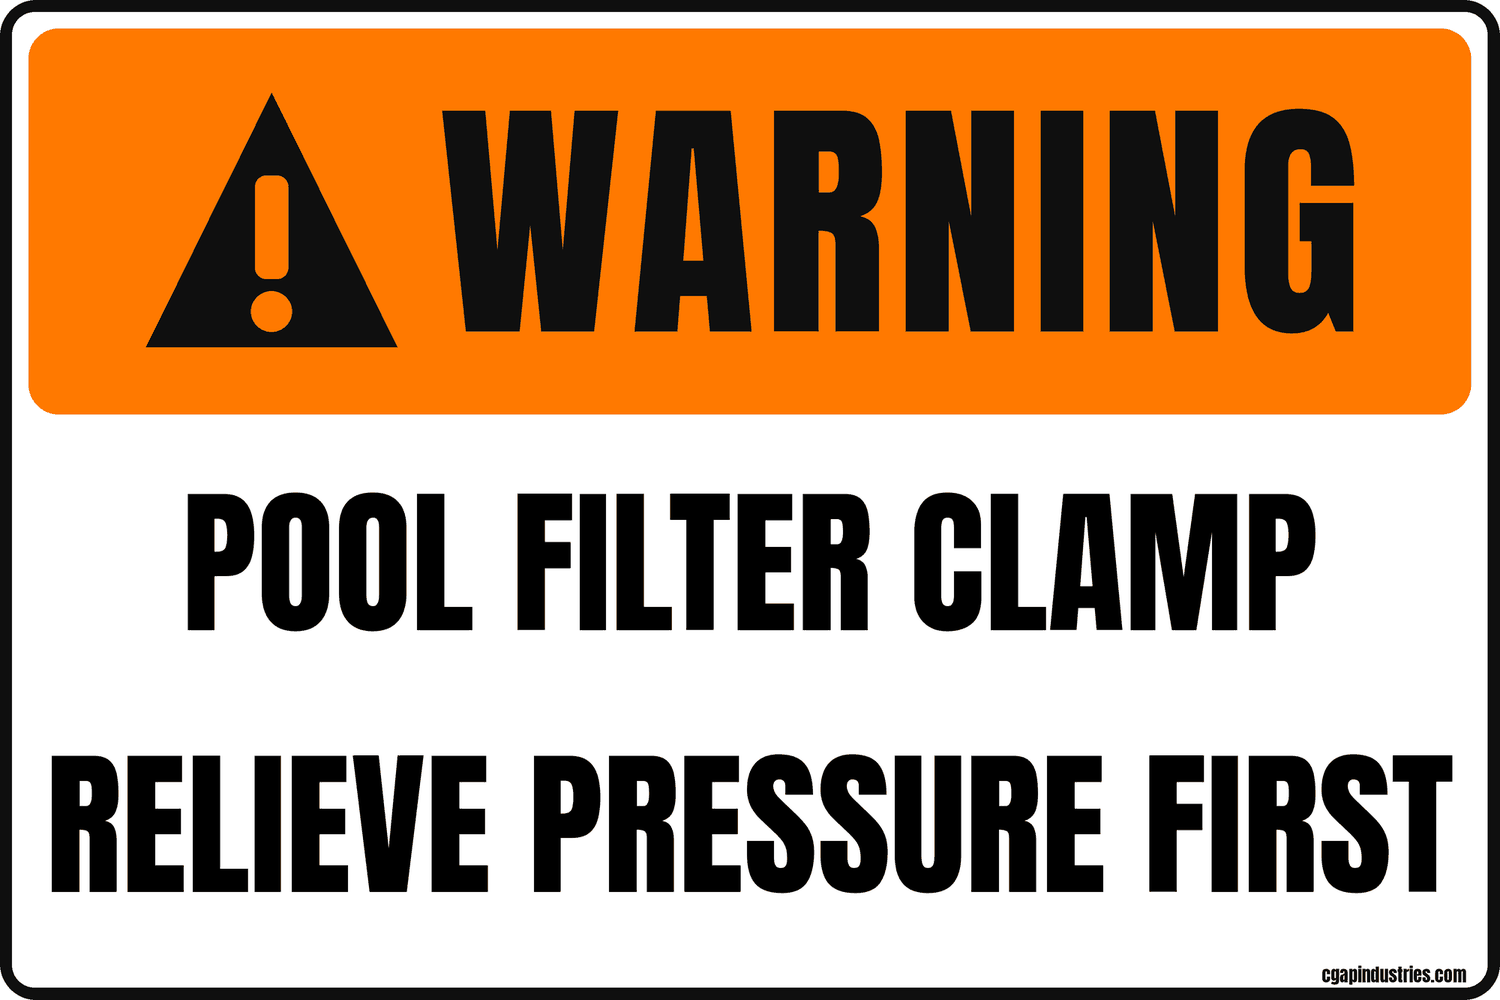 WARNING
POOL FILTER CLAMP
RELIEVE PRESSURE FIRST
cgapindustries.com